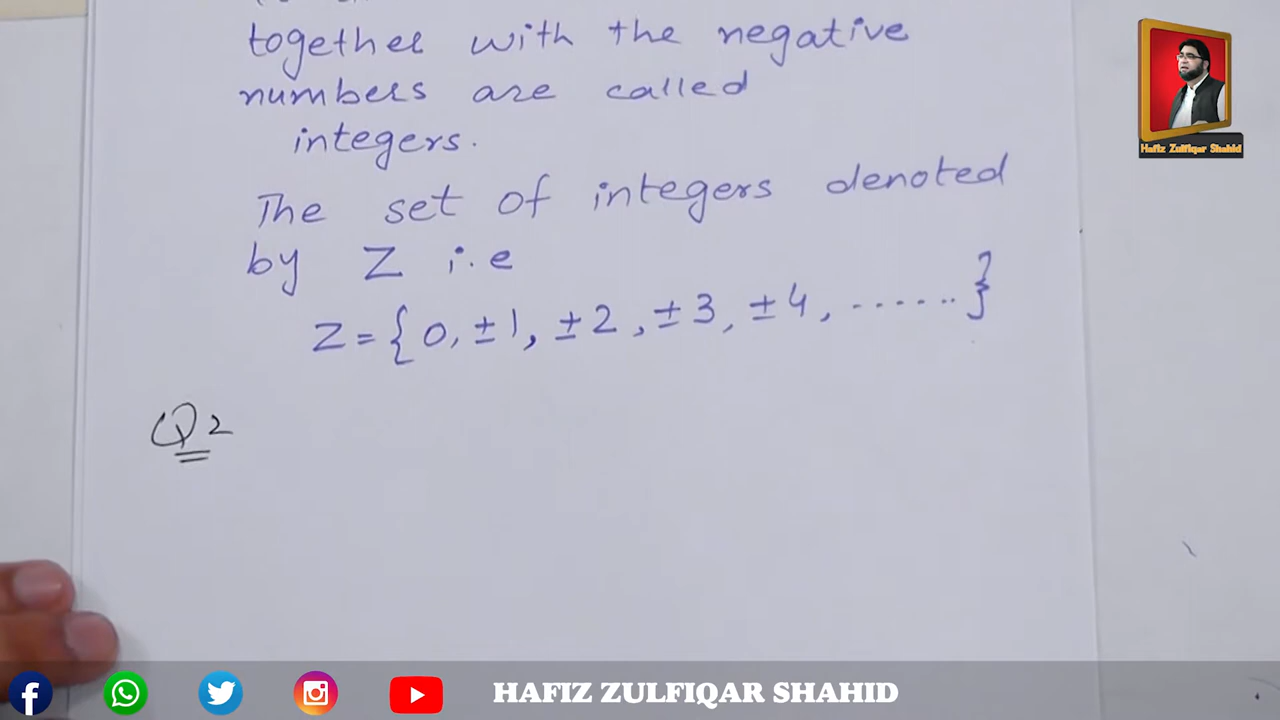 together with the negative
numbers are called
integers.
The set of integers denoted
by Z i.e
Z = { 0, ±1, ±2, ±3, ±4, ...... }
Q2
Hafiz Zulfiqar Shahid
HAFIZ ZULFIQAR SHAHID